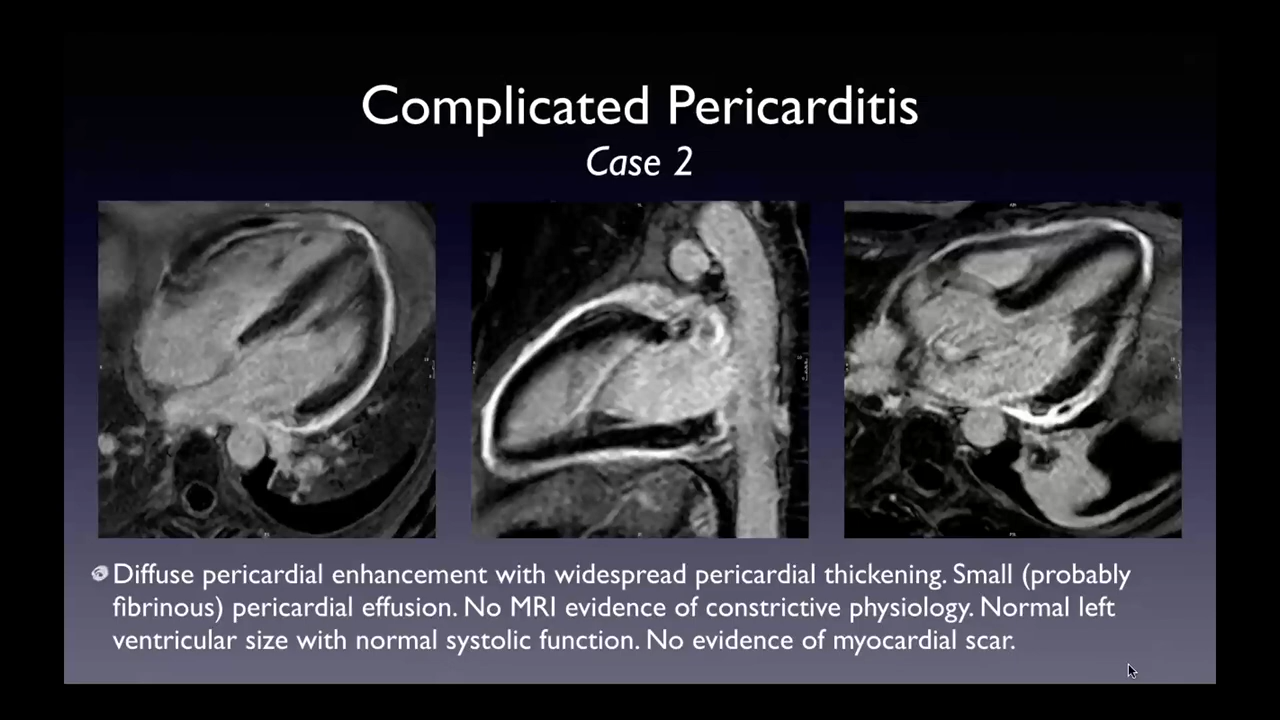 Complicated Pericarditis
Case 2
Diffuse pericardial enhancement with widespread pericardial thickening. Small (probably
fibrinous) pericardial effusion. No MRI evidence of constrictive physiology. Normal left
ventricular size with normal systolic function. No evidence of myocardial scar.